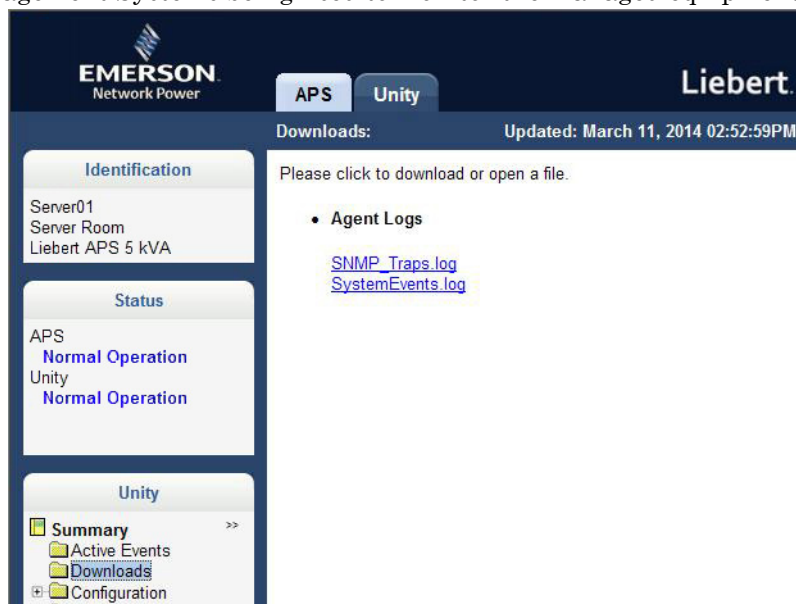 EMERSON.
Network Power
APS
Unity
Liebert.
Downloads:
Updated: March 11, 2014 02:52:59PM
Identification
Server01
Server Room
Liebert APS 5 kVA
Status
APS
Normal Operation
Unity
Normal Operation
Unity
Summary >>
Active Events
Downloads
Configuration
Please click to download or open a file.
• Agent Logs
SNMP_Traps.log
SystemEvents.log